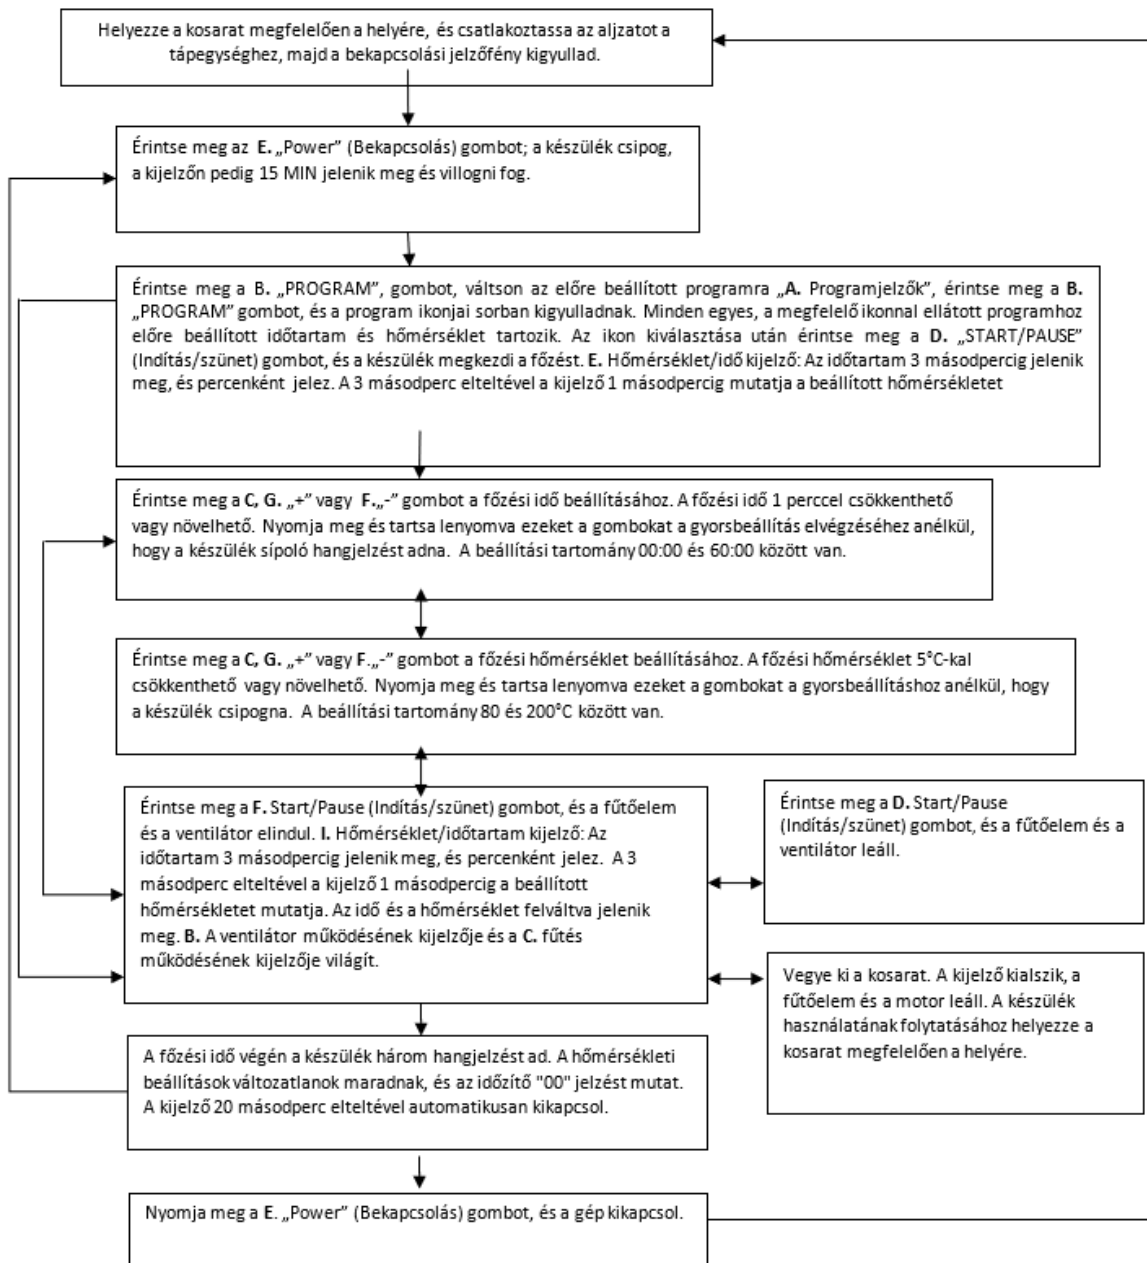 Helyezze a kosarat megfelelően a helyére, és csatlakoztassa az aljzatot a
tápegységhez, majd a bekapcsolási jelzőfény kigyullad.
Érintse meg az E. „Power” (Bekapcsolás) gombot; a készülék csipog,
a kijelzőn pedig 15 MIN jelenik meg és villogni fog.
Érintse meg a B. „PROGRAM”, gombot, váltson az előre beállított programra „A. Programjelzők”, érintse meg a B.
„PROGRAM” gombot, és a program ikonjai sorban kigyulladnak. Minden egyes, a megfelelő ikonnal ellátott programhoz
előre beállított időtartam és hőmérséklet tartozik. Az ikon kiválasztása után érintse meg a D. „START/PAUSE”
(Indítás/szünet) gombot, és a készülék megkezdi a főzést. E. Hőmérséklet/idő kijelző: Az időtartam 3 másodpercig jelenik
meg, és percenként jelez. A 3 másodperc elteltével a kijelző 1 másodpercig mutatja a beállított hőmérsékletet
Érintse meg a C, G. „+” vagy F.„-” gombot a főzési idő beállításához. A főzési idő 1 perccel csökkenthető
vagy növelhető. Nyomja meg és tartsa lenyomva ezeket a gombokat a gyorsbeállítás elvégzéséhez anélkül,
hogy a készülék sípoló hangjelzést adna. A beállítási tartomány 00:00 és 60:00 között van.
Érintse meg a C, G. „+” vagy F.„-” gombot a főzési hőmérséklet beállításához. A főzési hőmérséklet 5°C-kal
csökkenthető vagy növelhető. Nyomja meg és tartsa lenyomva ezeket a gombokat a gyorsbeállításhoz anélkül, hogy
a készülék csipogna. A beállítási tartomány 80 és 200°C között van.
Érintse meg a F. Start/Pause (Indítás/szünet) gombot, és a fűtőelem
és a ventilátor elindul. I. Hőmérséklet/időtartam kijelző: Az
időtartam 3 másodpercig jelenik meg, és percenként jelez. A 3
másodperc elteltével a kijelző 1 másodpercig a beállított
hőmérsékletet mutatja. Az idő és a hőmérséklet felváltva jelenik
meg. B. A ventilátor működésének kijelzője és a C. fűtés
működésének kijelzője világít.
Érintse meg a D. Start/Pause
(Indítás/szünet) gombot, és a fűtőelem és a
ventilátor leáll.
Vegye ki a kosarat. A kijelző kialszik, a
fűtőelem és a motor leáll. A készülék
használatának folytatásához helyezze a
kosarat megfelelően a helyére.
A főzési idő végén a készülék három hangjelzést ad. A hőmérsékleti
beállítások változatlanok maradnak, és az időzítő "00" jelzést mutat.
A kijelző 20 másodperc elteltével automatikusan kikapcsol.
Nyomja meg a E. „Power” (Bekapcsolás) gombot, és a gép kikapcsol.